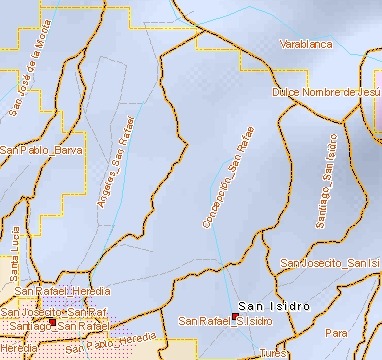 San José de la Monta
Varablanca
Dulce Nombre de Jesú
San Pablo_Barva
Angeles_San Rafael
Concepción_San Rafae
Santiago_San Isidro
Santa Lucía
San Josecito_San Isi
San Rafael_Heredia
San Isidro
San Josecito_San Raf
San Rafael_S.Isidro
Santiago_San Rafael
Para
San Pablo_Heredia
Heredia
Tures